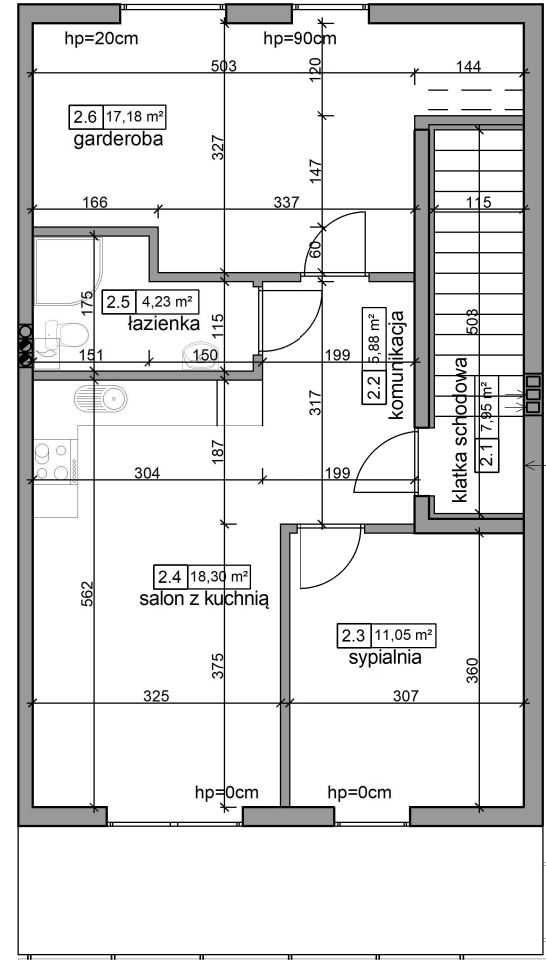 hp=20cm
hp=90cm
503
144
120
2.6 17,18 m²
garderoba
327
147
166
337
115
60
2.5 4,23 m²
łazienka
175
115
151
150
199
2.2 5,88 m²
komunikacja
503
klatka schodowa
2.1 7,95 m²
317
187
304
199
562
2.4 18,30 m²
salon z kuchnią
2.3 11,05 m²
sypialnia
375
360
325
307
hp=0cm
hp=0cm